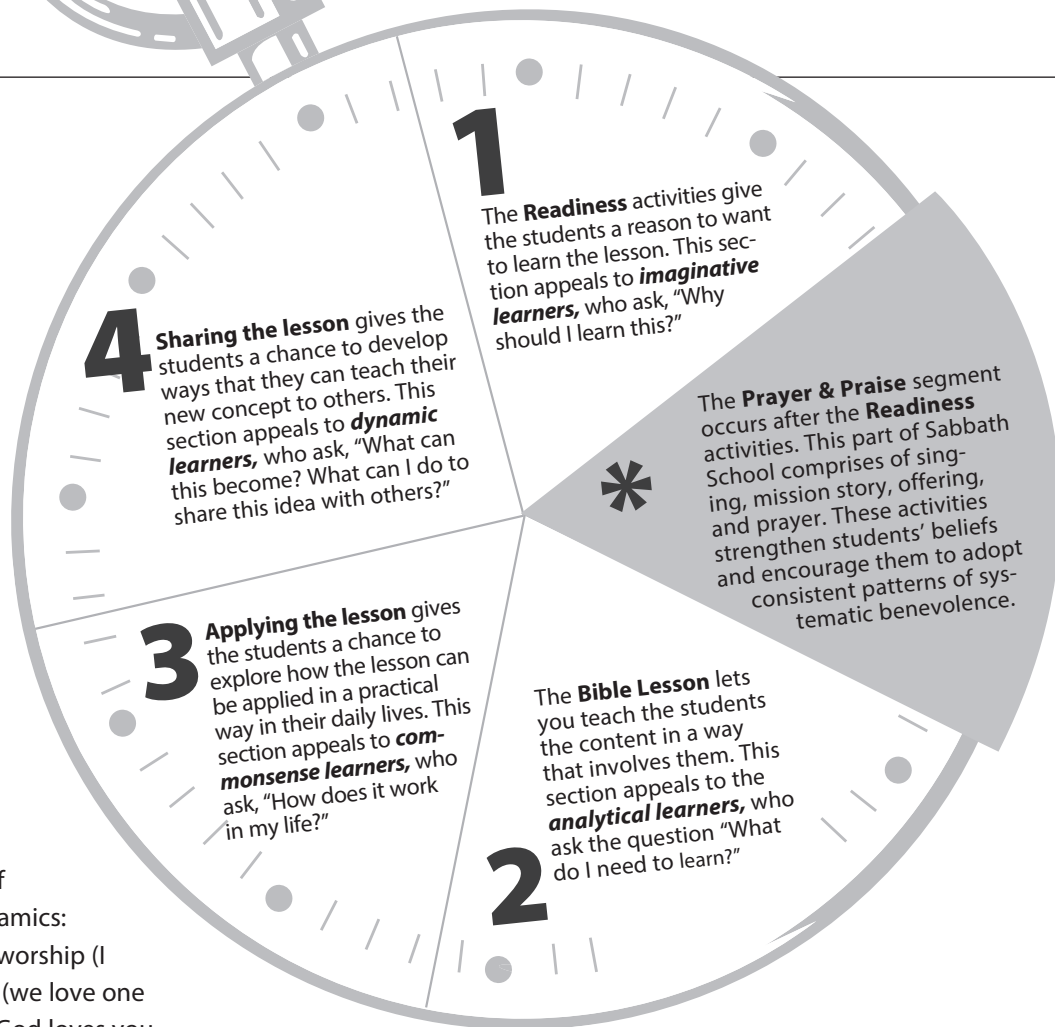 1
The Readiness activities give
the students a reason to want
to learn the lesson. This sec-
tion appeals to imaginative
learners, who ask, “Why
should I learn this?”
*
The Prayer & Praise segment
occurs after the Readiness
activities. This part of Sabbath
School comprises of sing-
ing, mission story, offering,
and prayer. These activities
strengthen students’ beliefs
and encourage them to adopt
consistent patterns of sys-
tematic benevolence.
2
The Bible Lesson lets
you teach the students
the content in a way
that involves them. This
section appeals to the
analytical learners, who
ask the question “What
do I need to learn?”
3
Applying the lesson gives
the students a chance to
explore how the lesson can
be applied in a practical
way in their daily lives. This
section appeals to com-
monsense learners, who
ask, “How does it work
in my life?”
4
Sharing the lesson gives the
students a chance to develop
ways that they can teach their
new concept to others. This
section appeals to dynamic
learners, who ask, “What can
this become? What can I do to
share this idea with others?”
f
amics:
worship (I
(we love one
God loves you